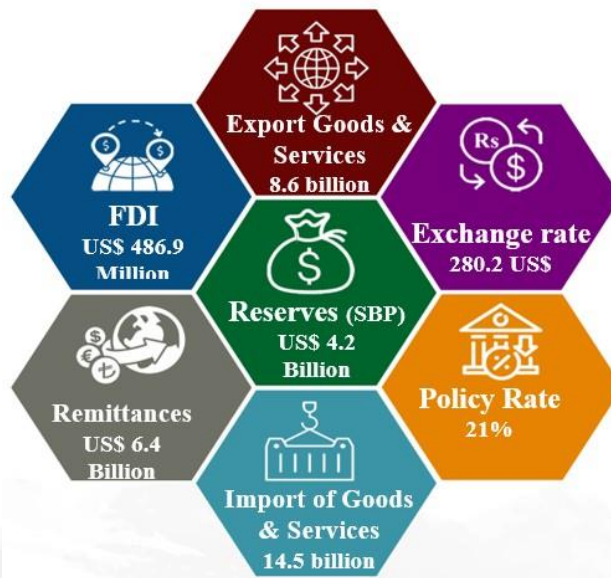 Export Goods &
Services
8.6 billion
FDI
US$ 486.9
Million
Rs
$
Exchange rate
280.2 US$
$
Reserves (SBP)
US$ 4.2
Billion
$
€
₺
Remittances
US$ 6.4
Billion
%
Policy Rate
21%
Import of Goods
& Services
14.5 billion